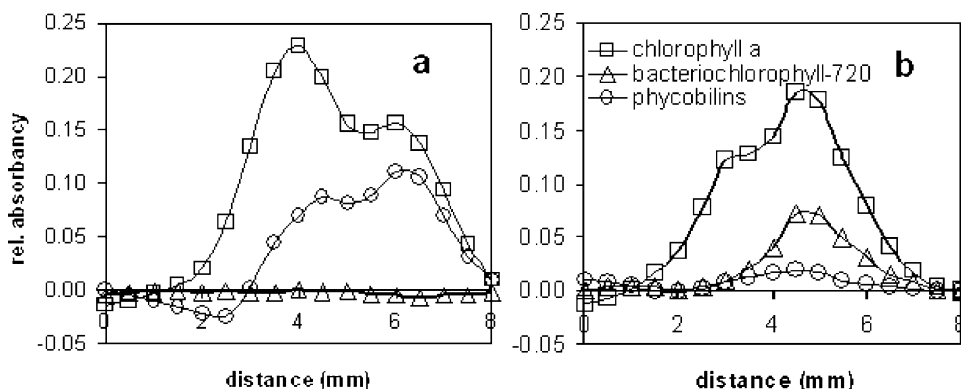 0.25
0.20
0.15
0.10
0.05
0.00
-0.05
rel. absorbancy
a
0 2 4 6 8
distance (mm)
0.25
0.20
0.15
0.10
0.05
0.00
-0.05
chlorophyll a
bacteriochlorophyll-720
phycobilins
b
0 2 4 6 8
distance (mm)